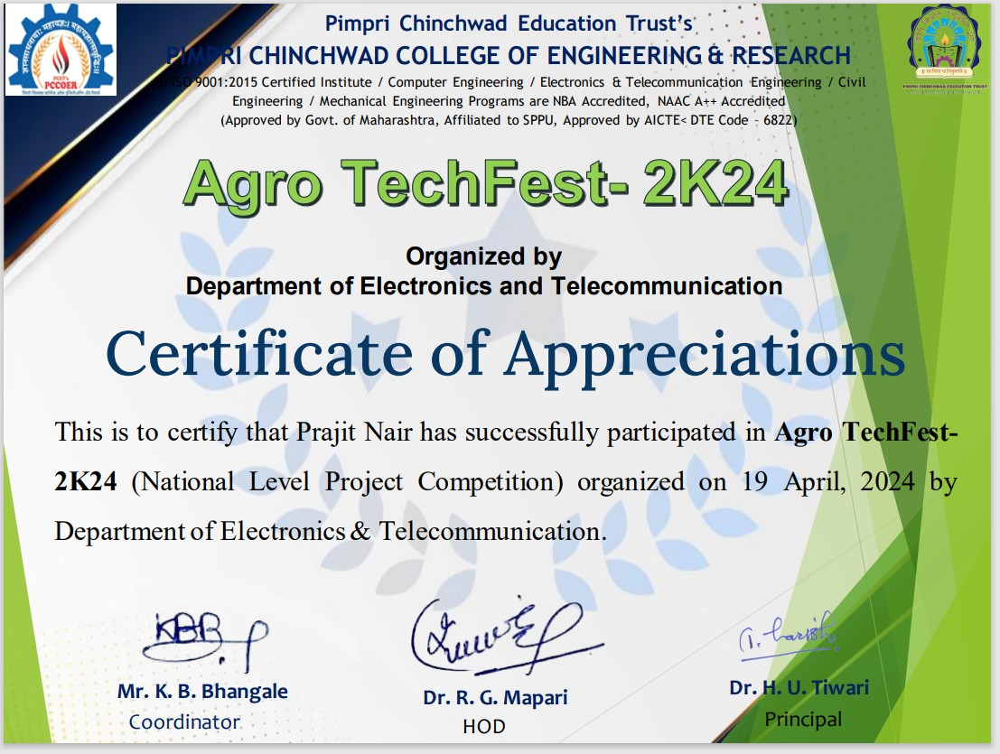 Pimpri Chinchwad Education Trust's
PIMPRI CHINCHWAD COLLEGE OF ENGINEERING & RESEARCH
ISO 9001:2015 Certified Institute / Computer Engineering / Electronics & Telecommunication Engineering / Civil
Engineering / Mechanical Engineering Programs are NBA Accredited, NAAC A++ Accredited
(Approved by Govt. of Maharashtra, Affiliated to SPPU, Approved by AICTE< DTE Code - 6822)
PCET's
PCCOER
PIMPRI CHINCHWAD EDUCATION TRUST
Agro TechFest- 2K24
Organized by
Department of Electronics and Telecommunication
Certificate of Appreciations
This is to certify that Prajit Nair has successfully participated in Agro TechFest-
2K24 (National Level Project Competition) organized on 19 April, 2024 by
Department of Electronics & Telecommunication.
KBB
Mr. K. B. Bhangale
Coordinator
Dr. R. G. Mapari
HOD
Dr. H. U. Tiwari
Principal